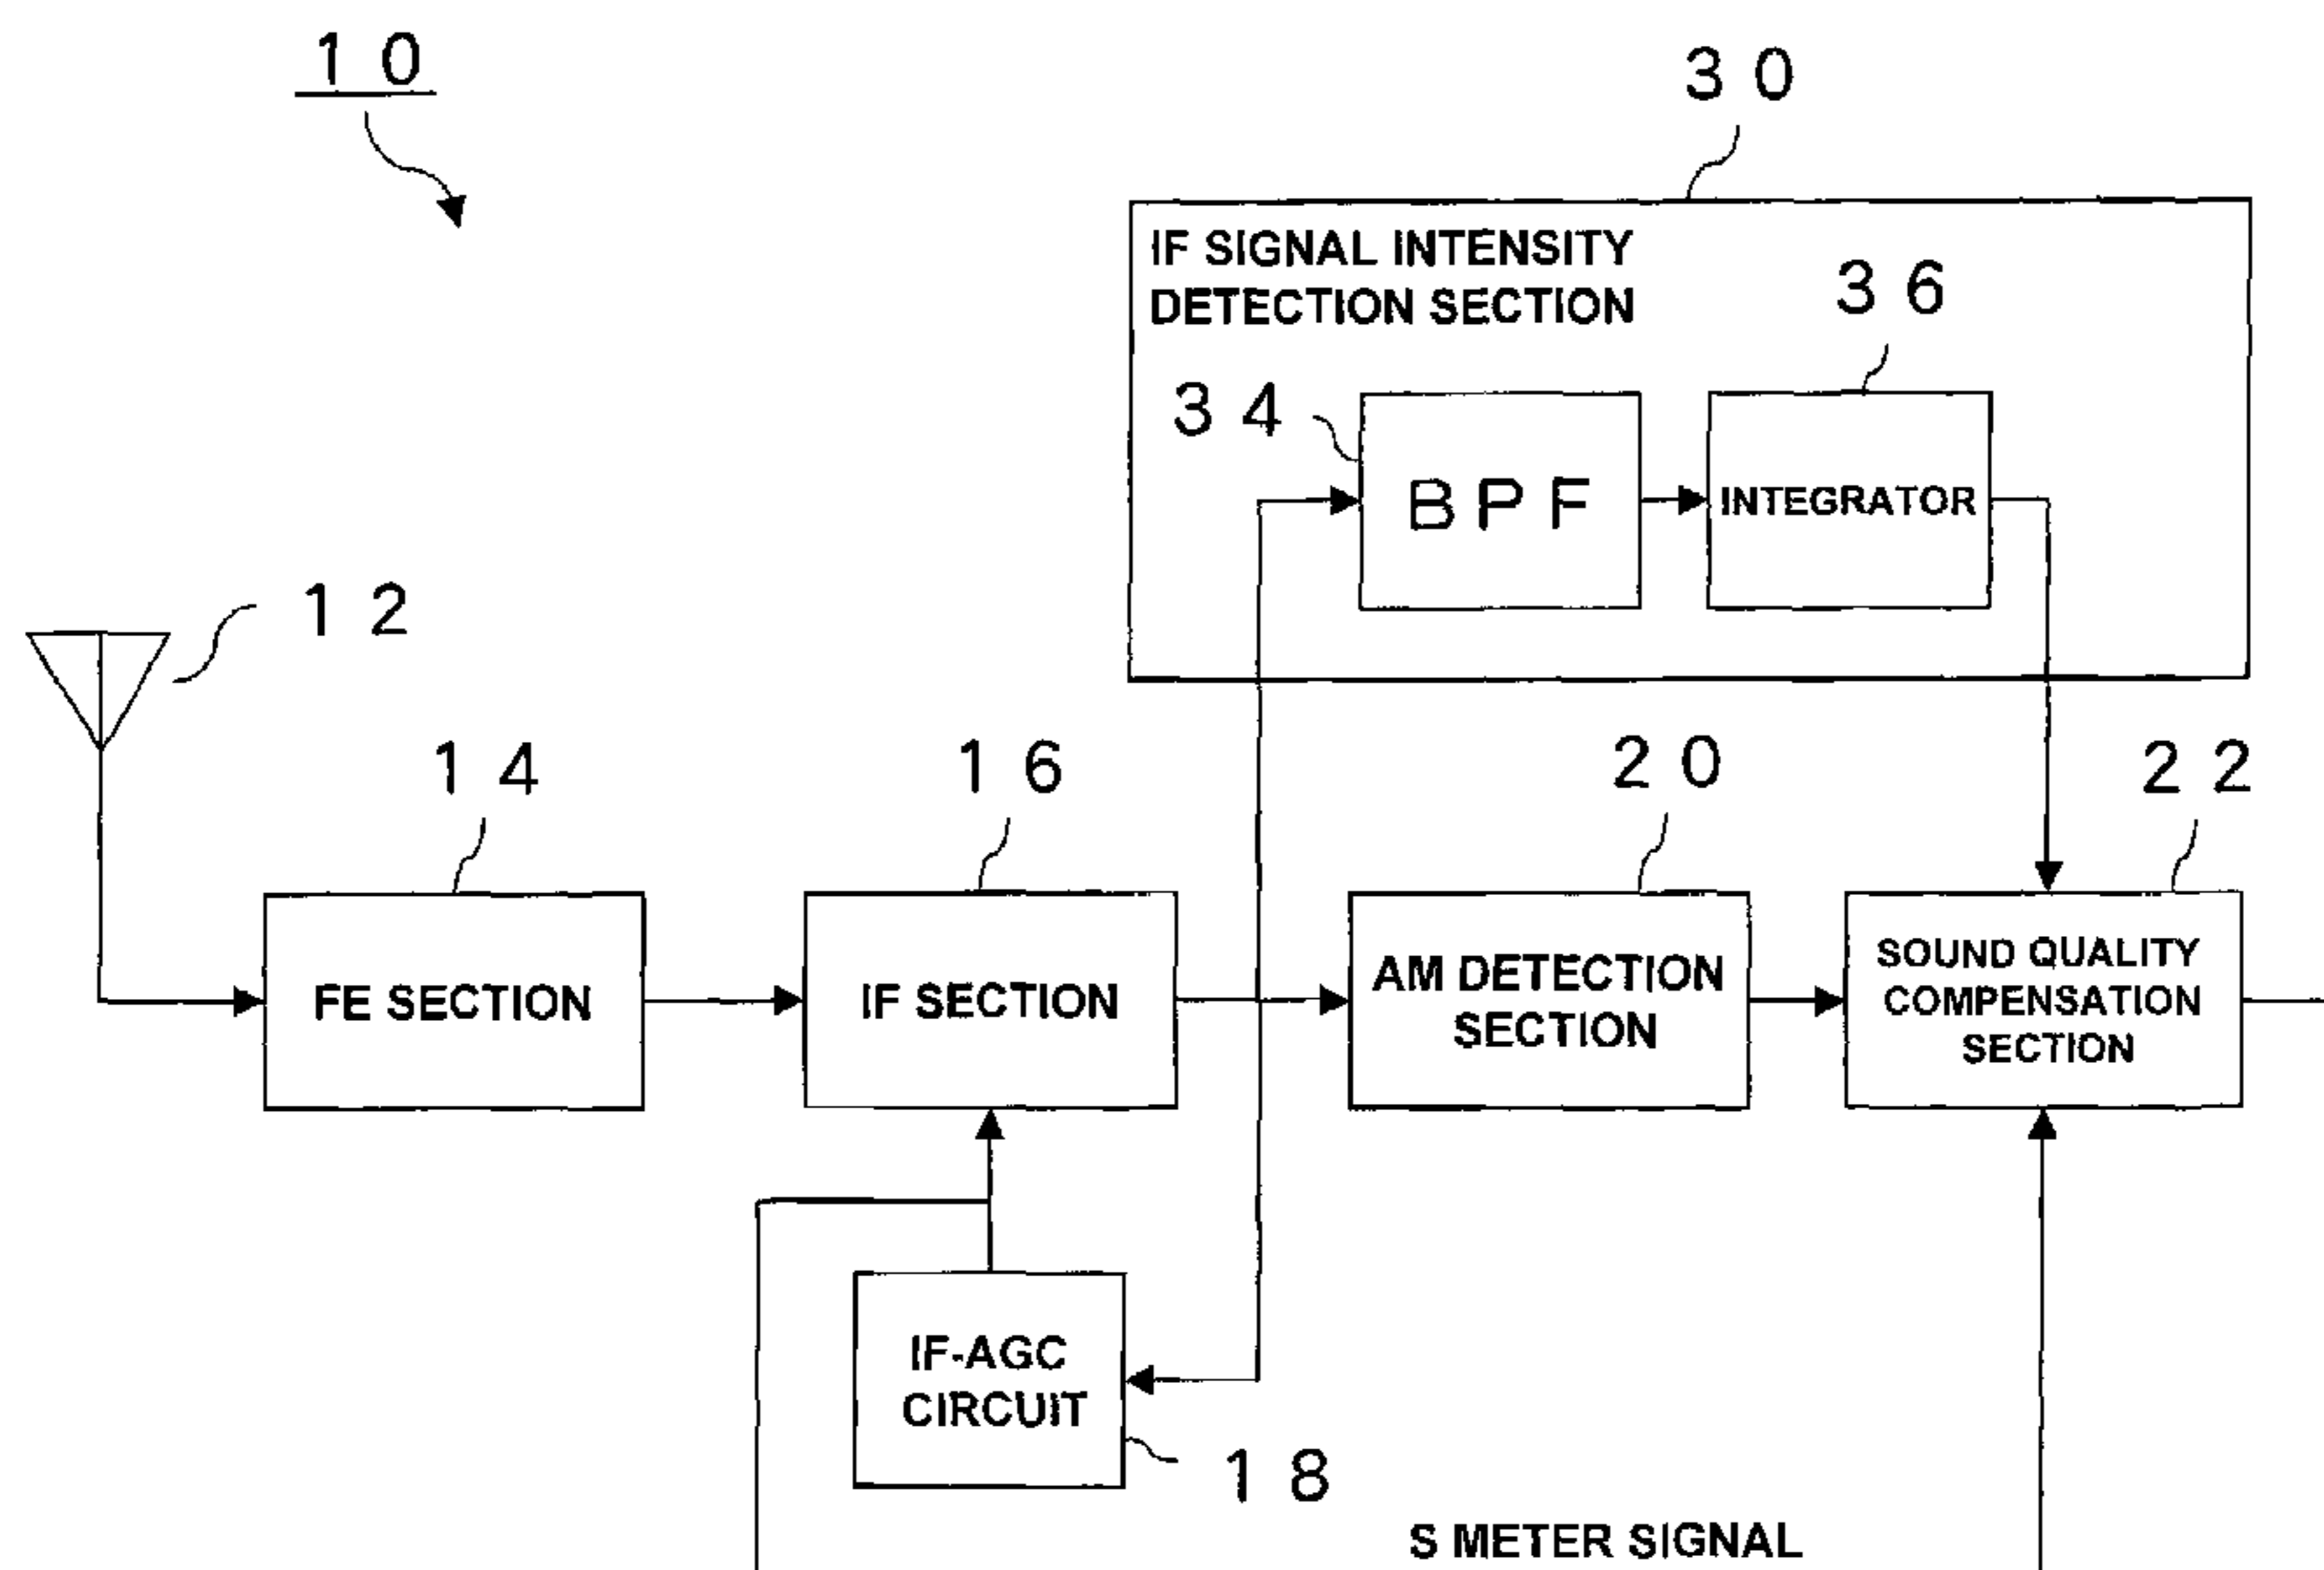 10
30
IF SIGNAL INTENSITY
DETECTION SECTION
36
34
BPF
INTEGRATOR
12
14
16
20
22
FE SECTION
IF SECTION
AM DETECTION
SECTION
SOUND QUALITY
COMPENSATION
SECTION
IF-AGC
CIRCUIT
18
S METER SIGNAL